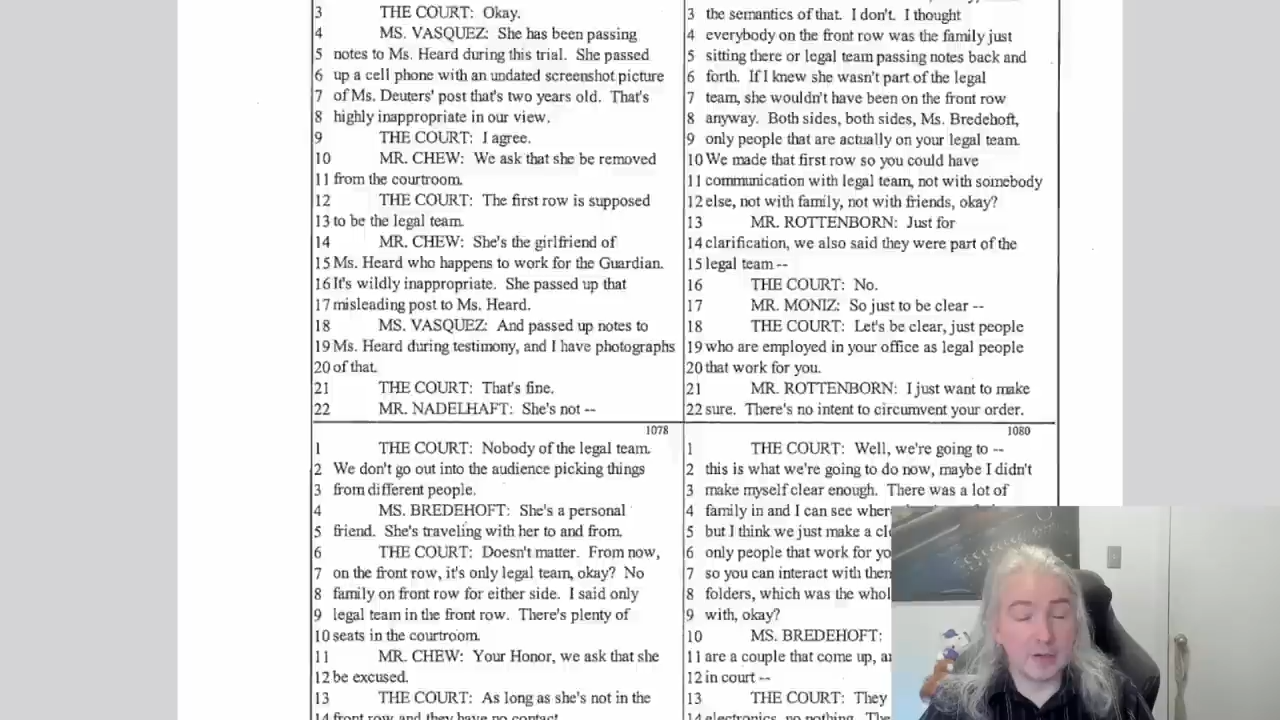 3 THE COURT: Okay.
4 MS. VASQUEZ: She has been passing
5 notes to Ms. Heard during this trial. She passed
6 up a cell phone with an undated screenshot picture
7 of Ms. Deuters' post that's two years old. That's
8 highly inappropriate in our view.
9 THE COURT: I agree.
10 MR. CHEW: We ask that she be removed
11 from the courtroom.
12 THE COURT: The first row is supposed
13 to be the legal team.
14 MR. CHEW: She's the girlfriend of
15 Ms. Heard who happens to work for the Guardian.
16 It's wildly inappropriate. She passed up that
17 misleading post to Ms. Heard.
18 MS. VASQUEZ: And passed up notes to
19 Ms. Heard during testimony, and I have photographs
20 of that.
21 THE COURT: That's fine.
22 MR. NADELHAFT: She's not --
3 the semantics of that. I don't. I thought
4 everybody on the front row was the family just
5 sitting there or legal team passing notes back and
6 forth. If I knew she wasn't part of the legal
7 team, she wouldn't have been on the front row
8 anyway. Both sides, both sides, Ms. Bredehoft,
9 only people that are actually on your legal team.
10 We made that first row so you could have
11 communication with legal team, not with somebody
12 else, not with family, not with friends, okay?
13 MR. ROTTENBORN: Just for
14 clarification, we also said they were part of the
15 legal team --
16 THE COURT: No.
17 MR. MONIZ: So just to be clear --
18 THE COURT: Let's be clear, just people
19 who are employed in your office as legal people
20 that work for you.
21 MR. ROTTENBORN: I just want to make
22 sure. There's no intent to circumvent your order.
1078
1 THE COURT: Nobody of the legal team.
2 We don't go out into the audience picking things
3 from different people.
4 MS. BREDEHOFT: She's a personal
5 friend. She's traveling with her to and from.
6 THE COURT: Doesn't matter. From now,
7 on the front row, it's only legal team, okay? No
8 family on front row for either side. I said only
9 legal team in the front row. There's plenty of
10 seats in the courtroom.
11 MR. CHEW: Your Honor, we ask that she
12 be excused.
13 THE COURT: As long as she's not in the
14 front row and they have no contact
1080
1 THE COURT: Well, we're going to --
2 this is what we're going to do now, maybe I didn't
3 make myself clear enough. There was a lot of
4 family in and I can see
5 but I think we just make a
6 only people that work for
7 so you can interact with
8 folders, which was the
9 with, okay?
10 MS. BREDEHOFT:
11 are a couple that come up,
12 in court --
13 THE COURT: They
14 electronics, no nothing.